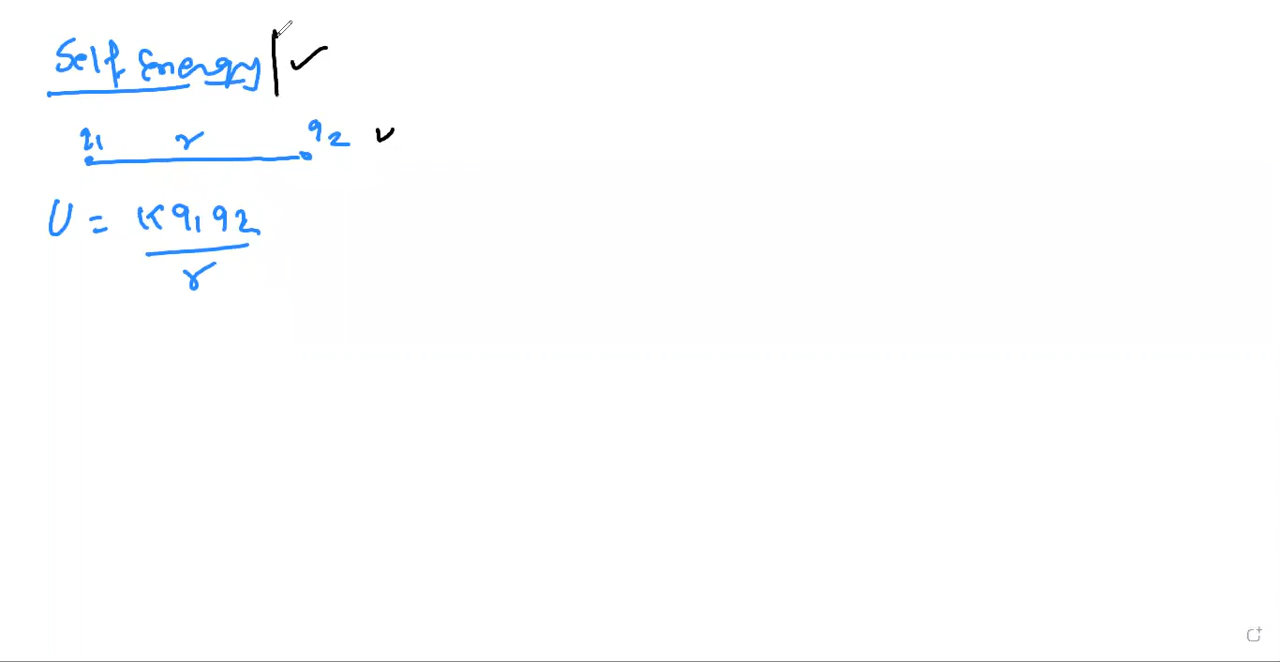 Self Energy
q1 r q2
U = Kq1q2
r